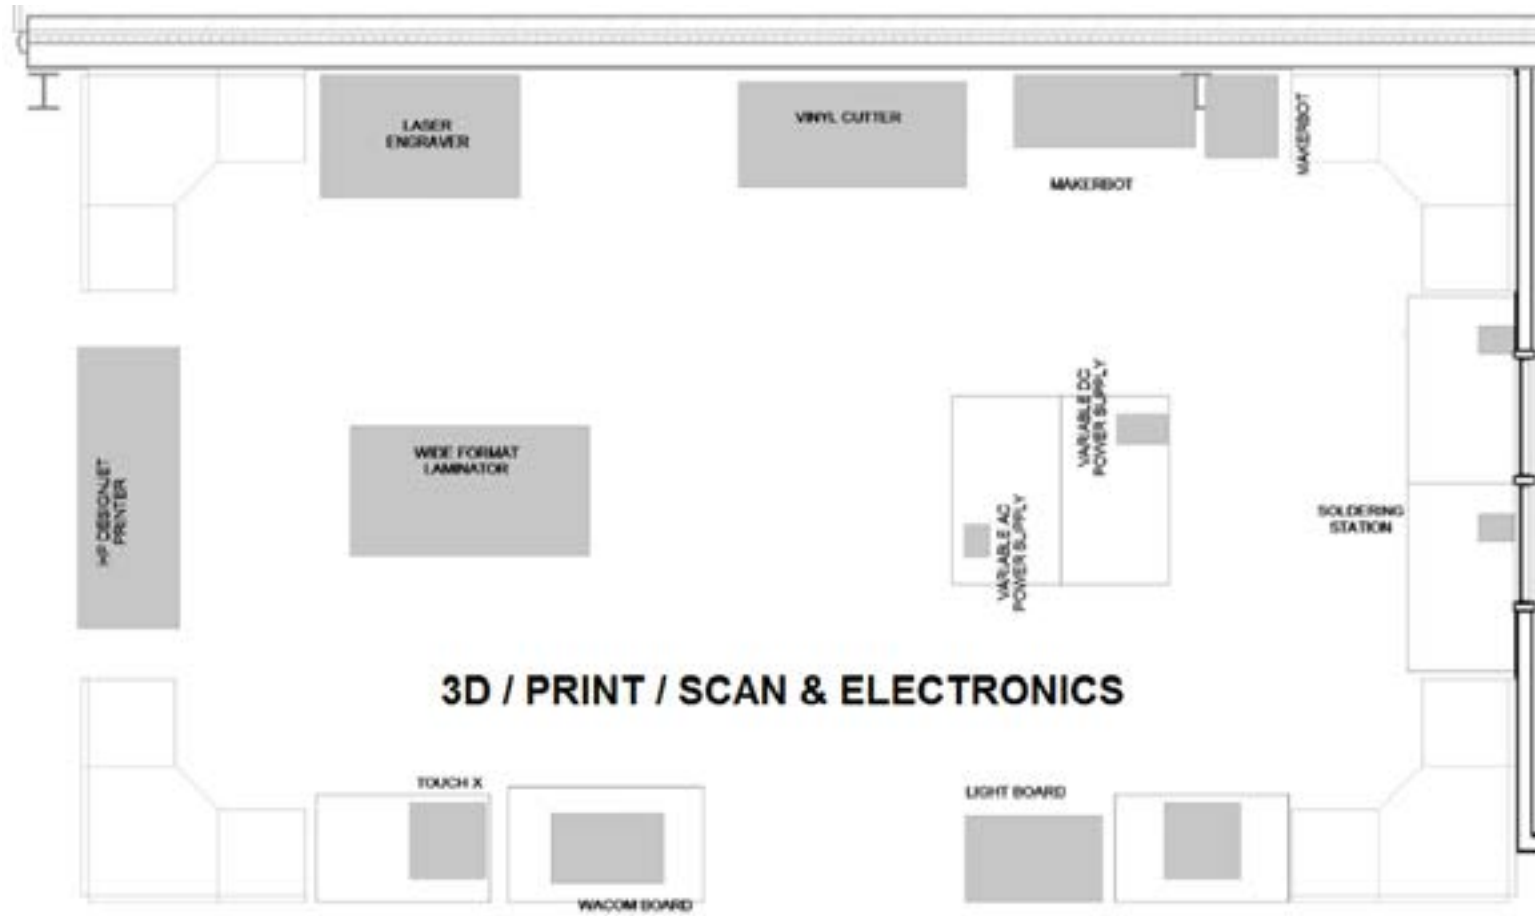 LASER
ENGRAVER
VINYL CUTTER
MAKERBOT
MAKERBOT
HP DESIGNJET
PRINTER
WIDE FORMAT
LAMINATOR
VARIABLE AC
POWER SUPPLY
VARIABLE DC
POWER SUPPLY
SOLDERING
STATION
3D / PRINT / SCAN & ELECTRONICS
TOUCH X
WACOM BOARD
LIGHT BOARD